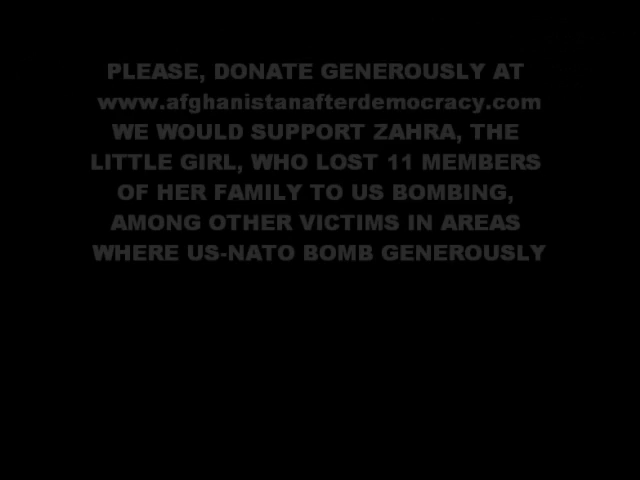 PLEASE, DONATE GENEROUSLY AT
www.afghanistanafterdemocracy.com
WE WOULD SUPPORT ZAHRA, THE
LITTLE GIRL, WHO LOST 11 MEMBERS
OF HER FAMILY TO US BOMBING,
AMONG OTHER VICTIMS IN AREAS
WHERE US-NATO BOMB GENEROUSLY